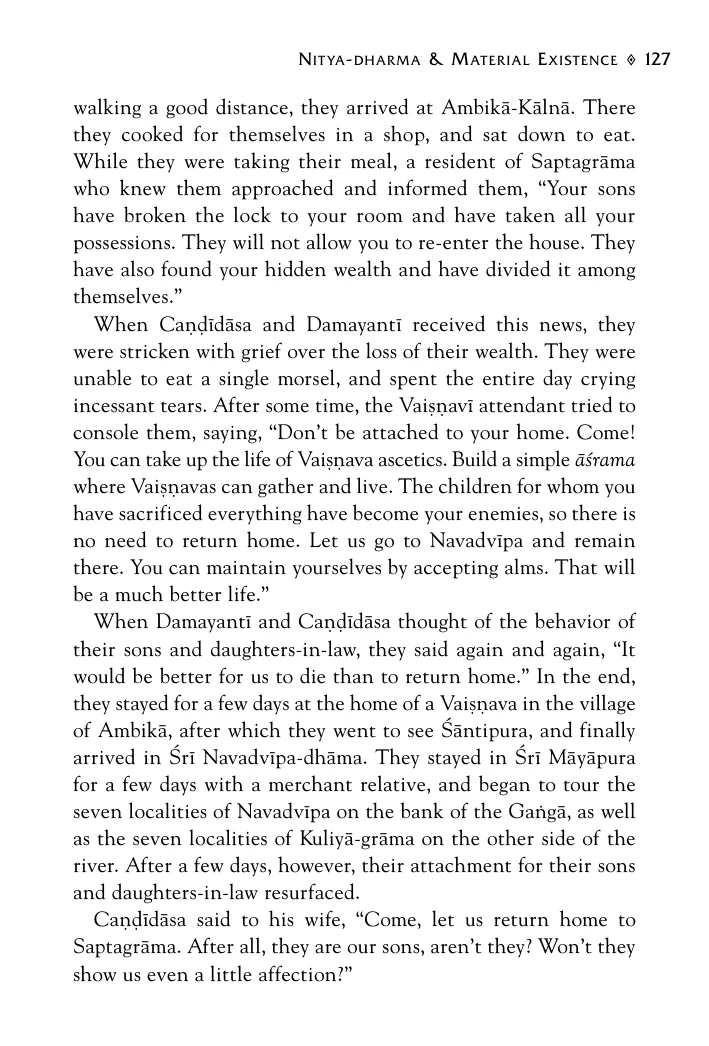 NITYA-DHARMA & MATERIAL EXISTENCE ◊ 127
walking a good distance, they arrived at Ambikā-Kālnā. There
they cooked for themselves in a shop, and sat down to eat.
While they were taking their meal, a resident of Saptagrāma
who knew them approached and informed them, “Your sons
have broken the lock to your room and have taken all your
possessions. They will not allow you to re-enter the house. They
have also found your hidden wealth and have divided it among
themselves.”
When Caṇḍīdāsa and Damayantī received this news, they
were stricken with grief over the loss of their wealth. They were
unable to eat a single morsel, and spent the entire day crying
incessant tears. After some time, the Vaiṣṇavī attendant tried to
console them, saying, “Don’t be attached to your home. Come!
You can take up the life of Vaiṣṇava ascetics. Build a simple āśrama
where Vaiṣṇavas can gather and live. The children for whom you
have sacrificed everything have become your enemies, so there is
no need to return home. Let us go to Navadvīpa and remain
there. You can maintain yourselves by accepting alms. That will
be a much better life.”
When Damayantī and Caṇḍīdāsa thought of the behavior of
their sons and daughters-in-law, they said again and again, “It
would be better for us to die than to return home.” In the end,
they stayed for a few days at the home of a Vaiṣṇava in the village
of Ambikā, after which they went to see Śāntipura, and finally
arrived in Śrī Navadvīpa-dhāma. They stayed in Śrī Māyāpura
for a few days with a merchant relative, and began to tour the
seven localities of Navadvīpa on the bank of the Gaṅgā, as well
as the seven localities of Kuliyā-grāma on the other side of the
river. After a few days, however, their attachment for their sons
and daughters-in-law resurfaced.
Caṇḍīdāsa said to his wife, “Come, let us return home to
Saptagrāma. After all, they are our sons, aren’t they? Won’t they
show us even a little affection?”